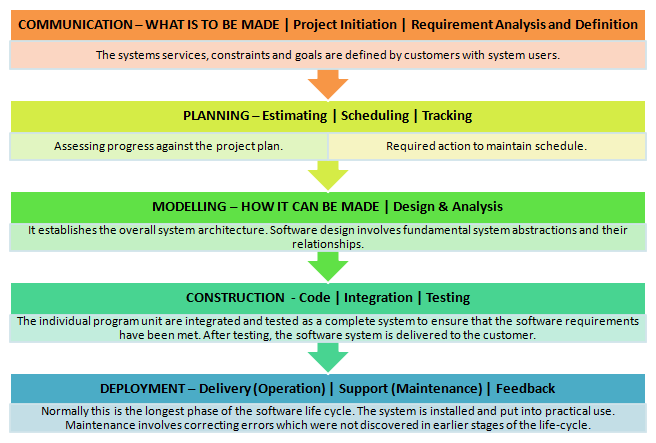 COMMUNICATION – WHAT IS TO BE MADE | Project Initiation | Requirement Analysis and Definition
The systems services, constraints and goals are defined by customers with system users.
PLANNING – Estimating | Scheduling | Tracking
Assessing progress against the project plan.
Required action to maintain schedule.
MODELLING – HOW IT CAN BE MADE | Design & Analysis
It establishes the overall system architecture. Software design involves fundamental system abstractions and their
relationships.
CONSTRUCTION - Code | Integration | Testing
The individual program unit are integrated and tested as a complete system to ensure that the software requirements
have been met. After testing, the software system is delivered to the customer.
DEPLOYMENT – Delivery (Operation) | Support (Maintenance) | Feedback
Normally this is the longest phase of the software life cycle. The system is installed and put into practical use.
Maintenance involves correcting errors which were not discovered in earlier stages of the life-cycle.